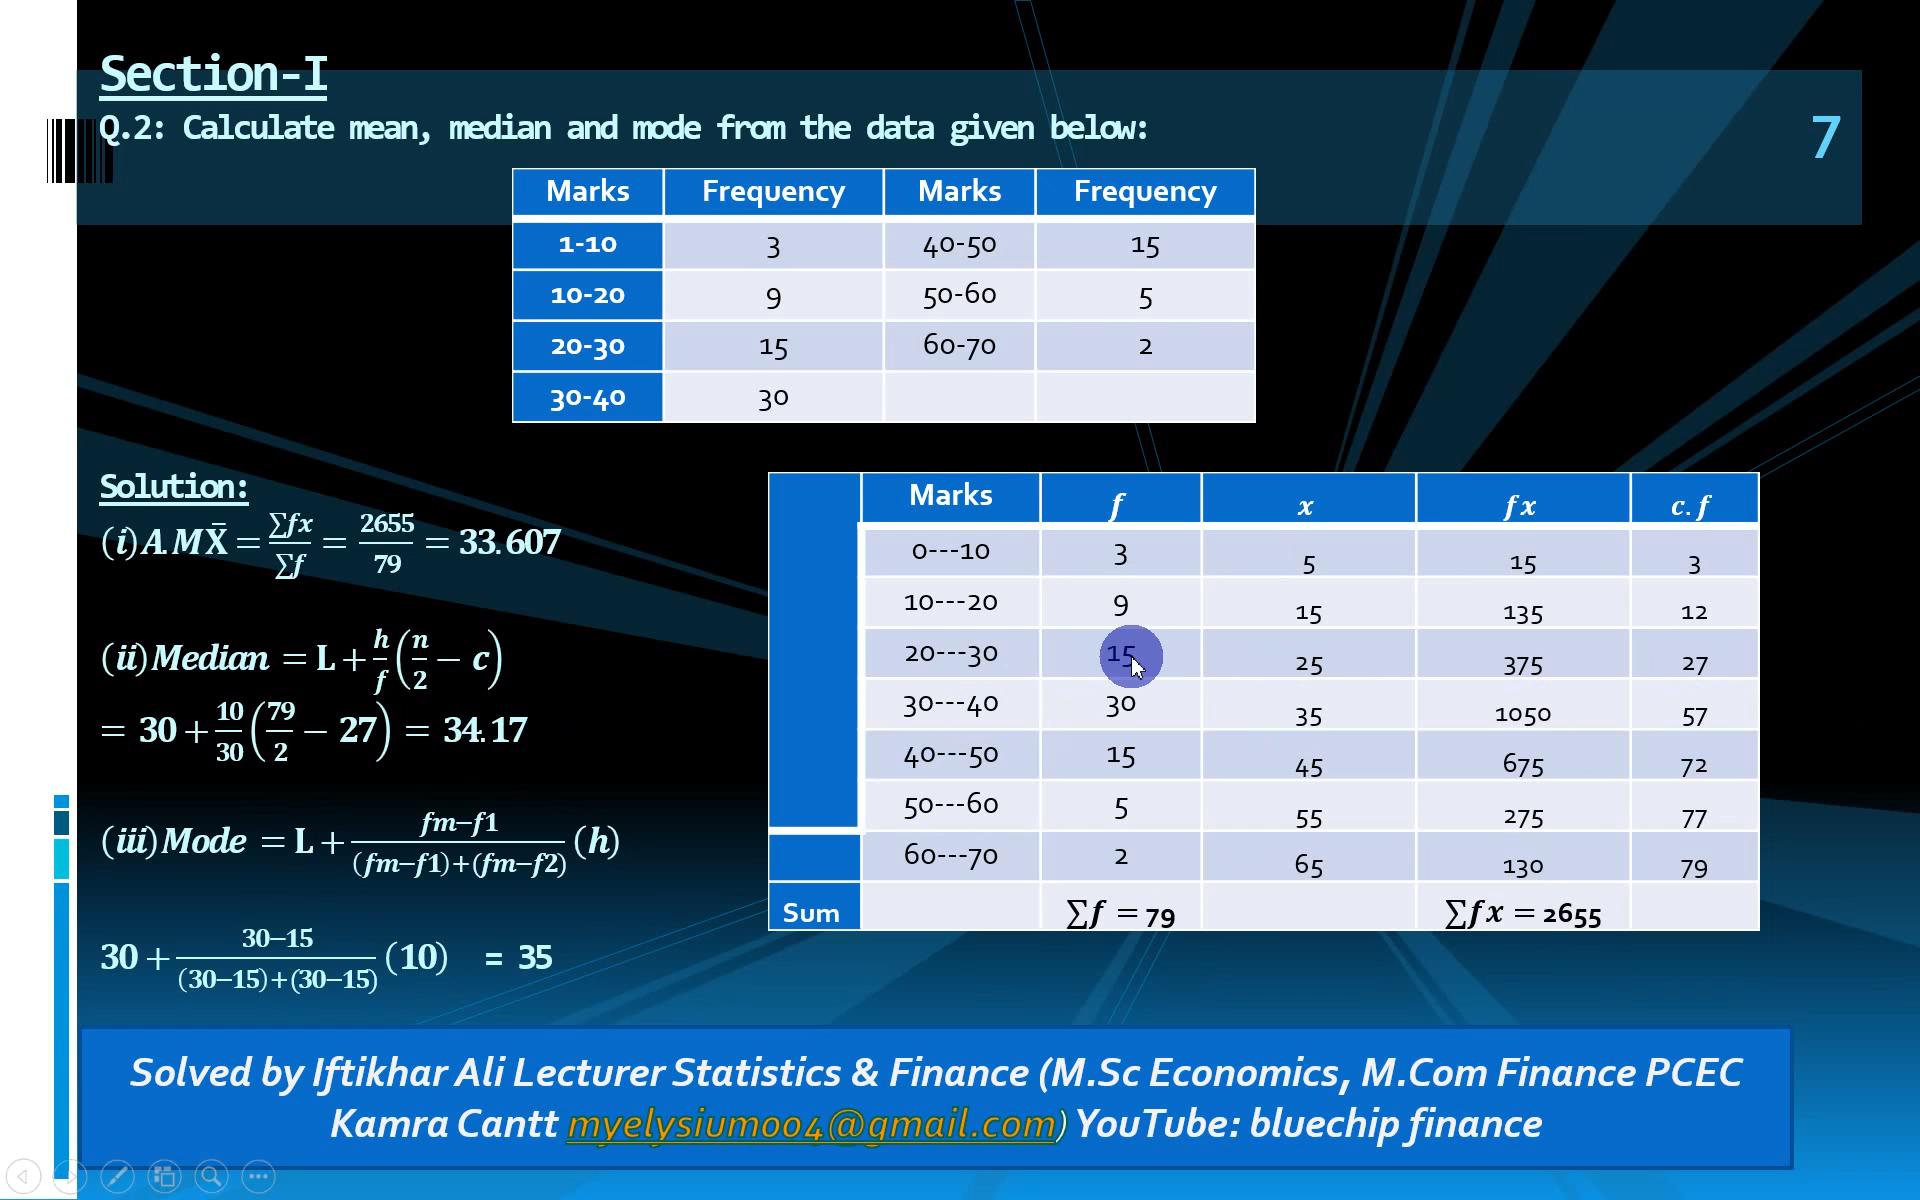 Section-I
Q.2: Calculate mean, median and mode from the data given below:
7
Marks Frequency Marks Frequency
1-10 3 40-50 15
10-20 9 50-60 5
20-30 15 60-70 2
30-40 30
Solution:
(i)A.M X̄ = ∑fx/∑f = 2655/79 = 33.607
(ii)Median = L + h/f (n/2 − c)
= 30 + 10/30 (79/2 − 27) = 34.17
(iii)Mode = L + fm−f1/(fm−f1)+(fm−f2) (h)
30 + 30−15/(30−15)+(30−15) (10) = 35
Marks f x fx c.f
0---10 3 5 15 3
10---20 9 15 135 12
20---30 15 25 375 27
30---40 30 35 1050 57
40---50 15 45 675 72
50---60 5 55 275 77
60---70 2 65 130 79
Sum ∑f = 79 ∑fx = 2655
Solved by Iftikhar Ali Lecturer Statistics & Finance (M.Sc Economics, M.Com Finance PCEC
Kamra Cantt myelysium004@gmail.com) YouTube: bluechip finance